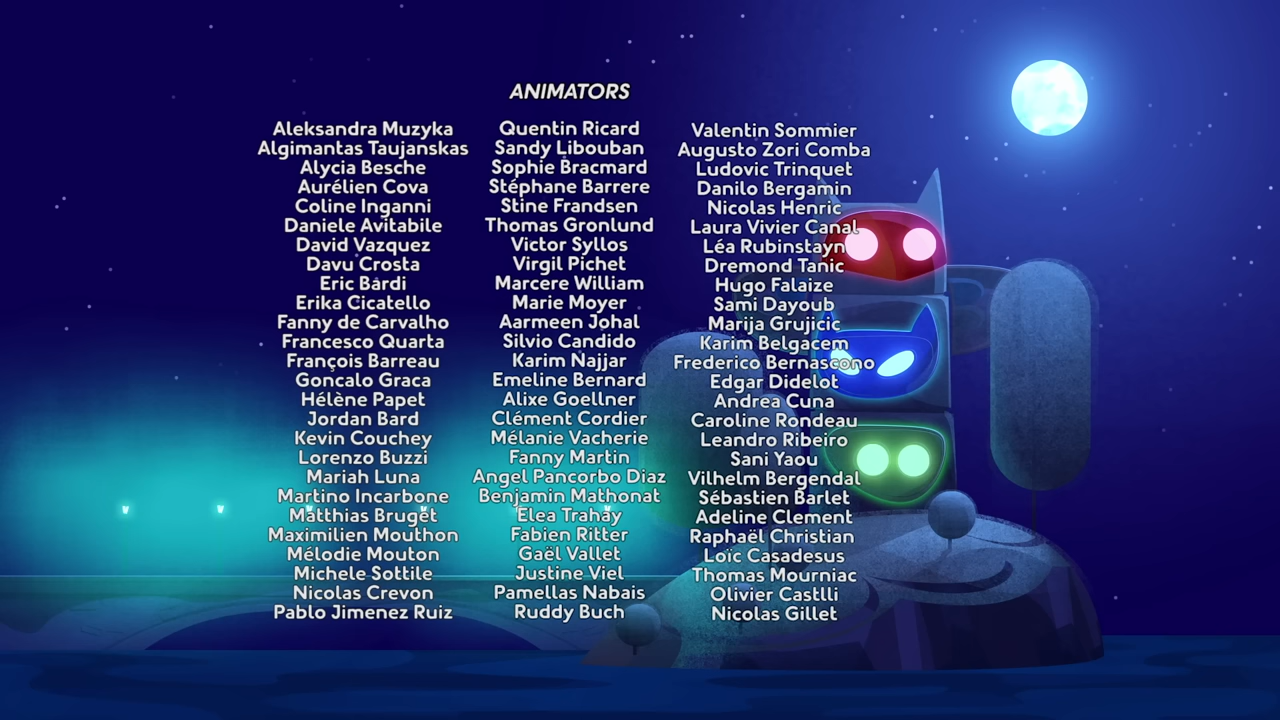 ANIMATORS
Aleksandra Muzyka
Algimantas Taujanskas
Alycia Besche
Aurélien Cova
Coline Inganni
Daniele Avitabile
David Vazquez
Davu Crosta
Eric Bardi
Erika Cicatello
Fanny de Carvalho
Francesco Quarta
François Barreau
Goncalo Graca
Hélène Papet
Jordan Bard
Kevin Couchey
Lorenzo Buzzi
Mariah Luna
Martino Incarbone
Matthias Bruget
Maximilien Mouthon
Mélodie Mouton
Michele Sottile
Nicolas Crevon
Pablo Jimenez Ruiz
Quentin Ricard
Sandy Libouban
Sophie Bracmard
Stéphane Barrere
Stine Frandsen
Thomas Gronlund
Victor Syllos
Virgil Pichet
Marcere William
Marie Moyer
Aarmeen Johal
Silvio Candido
Karim Najjar
Emeline Bernard
Alixe Goellner
Clément Cordier
Mélanie Vacherie
Fanny Martin
Angel Pancorbo Diaz
Benjamin Mathonat
Elea Trahay
Fabien Ritter
Gaël Vallet
Justine Viel
Pamellas Nabais
Ruddy Buch
Valentin Sommier
Augusto Zori Comba
Ludovic Trinquet
Danilo Bergamin
Nicolas Henric
Laura Vivier Canal
Léa Rubinstayn
Dremond Tanic
Hugo Falaize
Sami Dayoub
Marija Grujicic
Karim Belgacem
Frederico Bernascono
Edgar Didelot
Andrea Cuna
Caroline Rondeau
Leandro Ribeiro
Sani Yaou
Vilhelm Bergendal
Sébastien Barlet
Adeline Clement
Raphaël Christian
Loïc Casadesus
Thomas Mourniac
Olivier Castlli
Nicolas Gillet